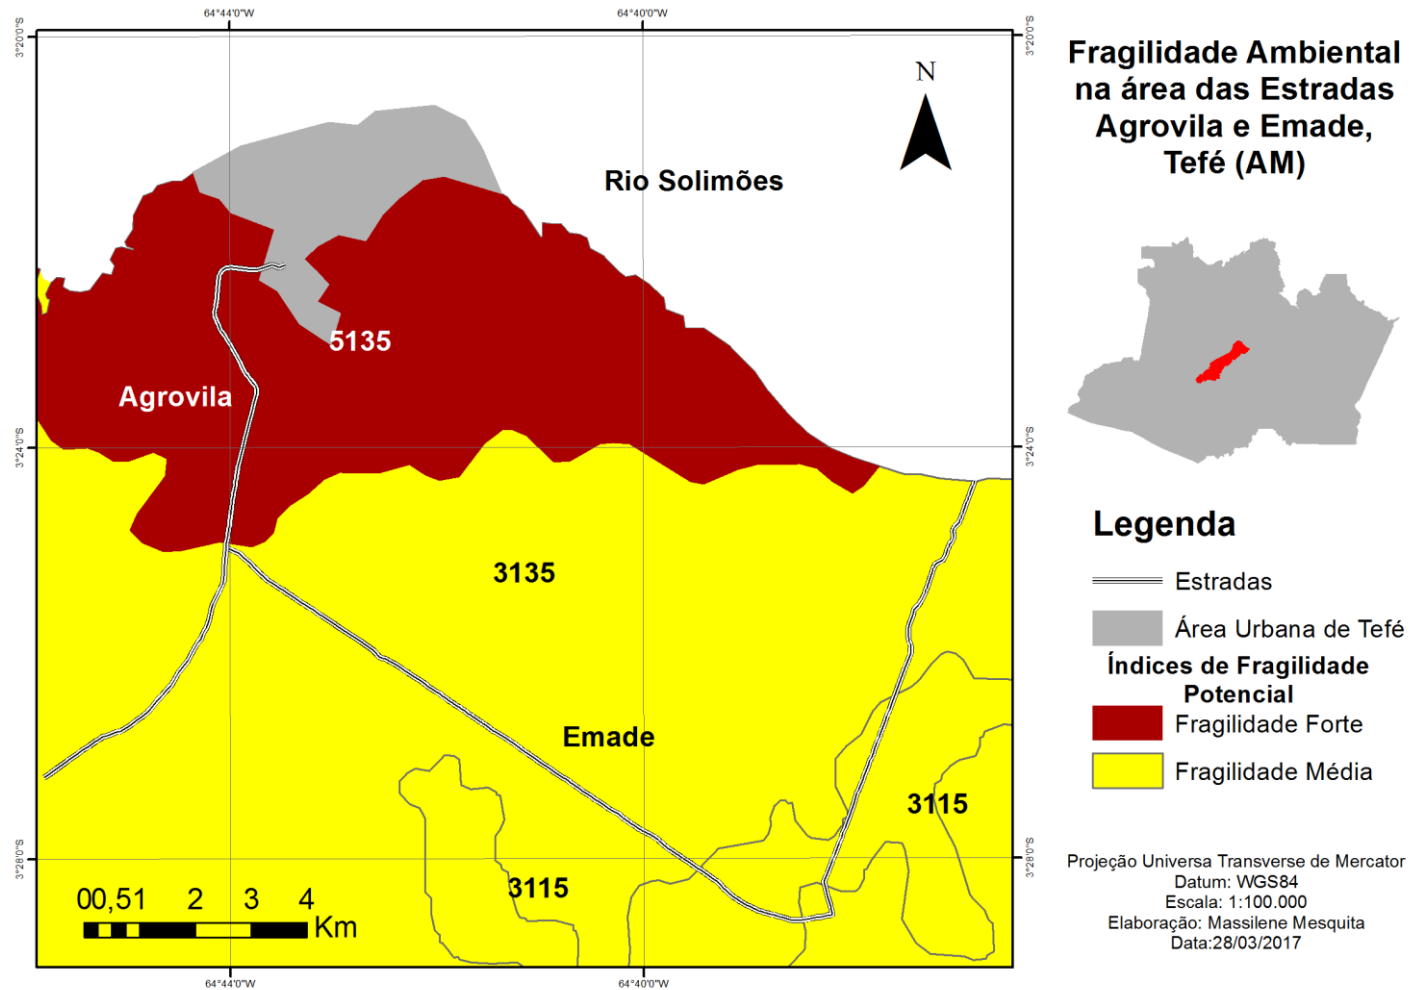 64°44'0"W
64°40'0"W
3°20'0"S
3°20'0"S
Fragilidade Ambiental
na área das Estradas
Agrovila e Emade,
Tefé (AM)
N
Rio Solimões
5135
Agrovila
3°24'0"S
3°24'0"S
Legenda
3135
Estradas
Área Urbana de Tefé
Índices de Fragilidade
Potencial
Fragilidade Forte
Emade
Fragilidade Média
3115
3°28'0"S
3°28'0"S
3115
00,51 2 3 4
Km
Projeção Universa Transverse de Mercator
Datum: WGS84
Escala: 1:100.000
Elaboração: Massilene Mesquita
Data:28/03/2017
64°44'0"W
64°40'0"W